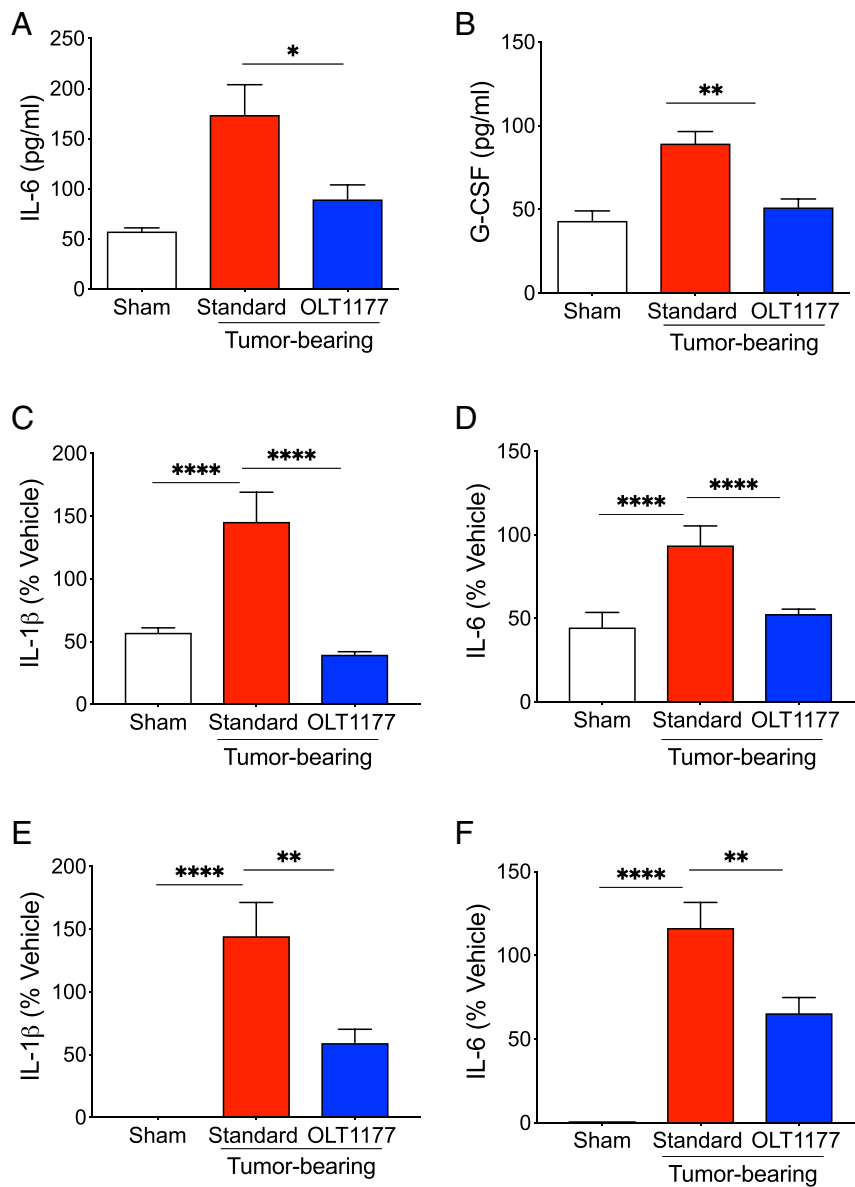 A
IL-6 (pg/ml)
250
200
150
100
50
0
*
Sham Standard OLT1177
Tumor-bearing
B
G-CSF (pg/ml)
150
100
50
0
**
Sham Standard OLT1177
Tumor-bearing
C
IL-1β (% Vehicle)
200
150
100
50
0
**** ****
Sham Standard OLT1177
Tumor-bearing
D
IL-6 (% Vehicle)
150
100
50
0
**** ****
Sham Standard OLT1177
Tumor-bearing
E
IL-1β (% Vehicle)
200
150
100
50
0
**** **
Sham Standard OLT1177
Tumor-bearing
F
IL-6 (% Vehicle)
150
100
50
0
**** **
Sham Standard OLT1177
Tumor-bearing